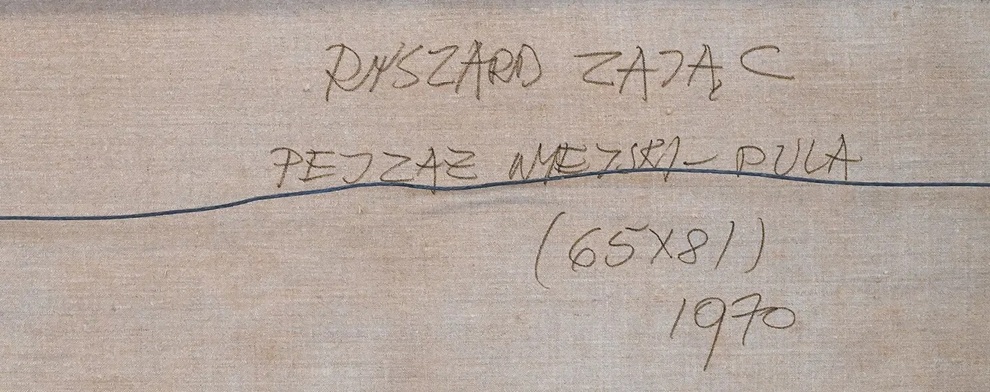 RYSZARD ZAJĄC
PEJZAŻ MIEJSKI - PULA
(65X81)
1970